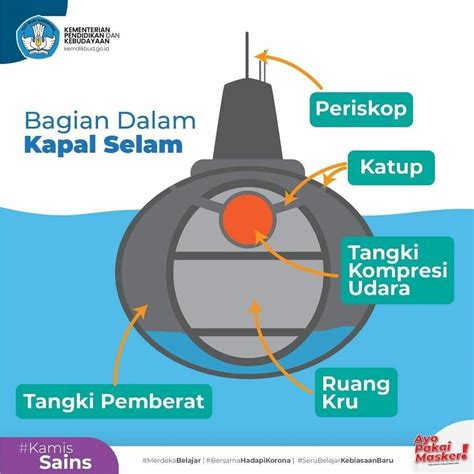 KEMENTERIAN
PENDIDIKAN DAN
KEBUDAYAAN
kemdikbud.go.id
Bagian Dalam
Kapal Selam
Periskop
Katup
Tangki
Kompresi
Udara
Tangki Pemberat
Ruang
Kru
#Kamis
Sains
#MerdekaBelajar | #BersamaHadapiKorona | #SeruBelajarKebiasaanBaru
Ayo
Pakai
Masker!